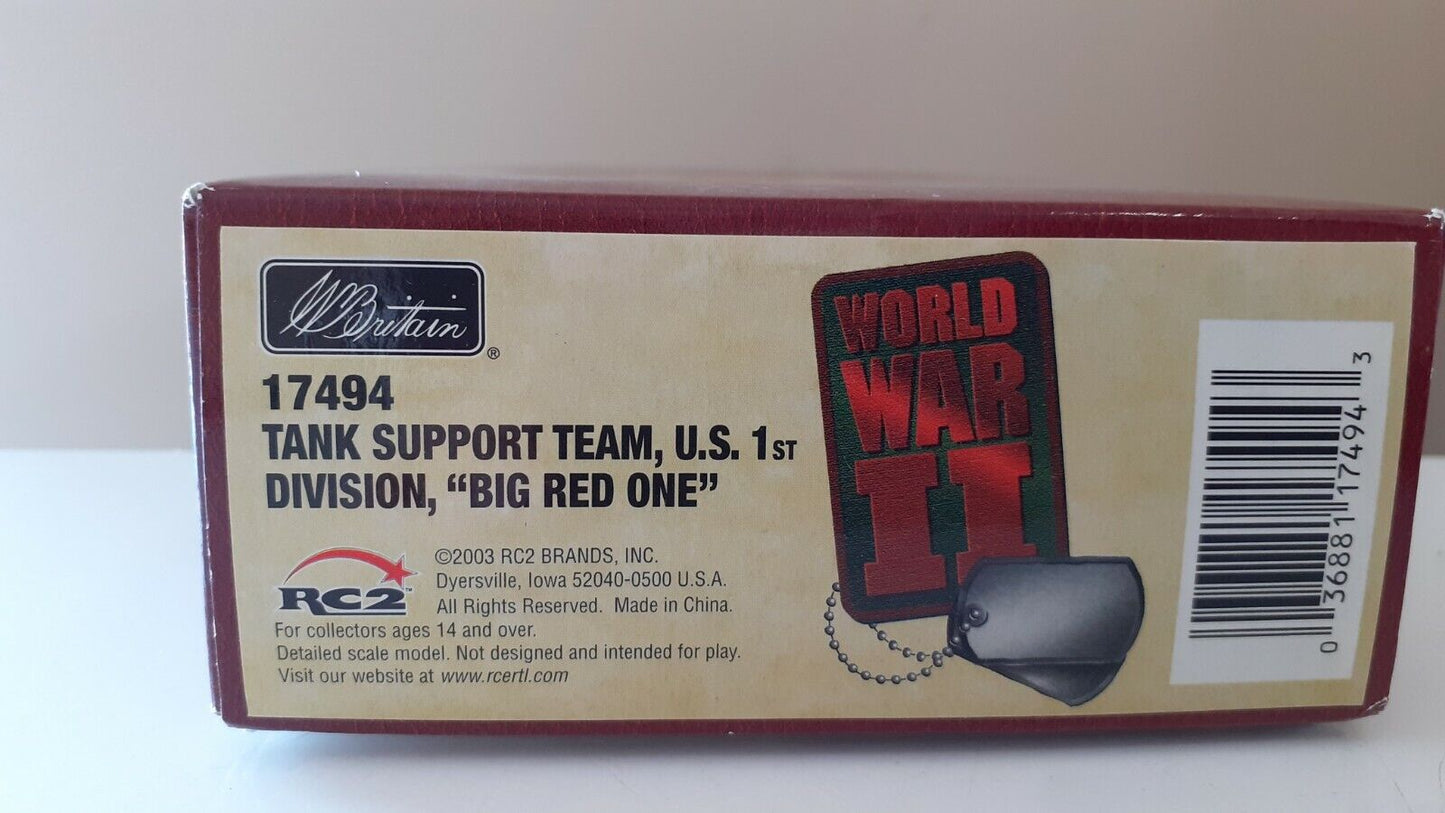 W Britain
®
17494
TANK SUPPORT TEAM, U.S. 1ST
DIVISION, “BIG RED ONE”
RC2™
©2003 RC2 BRANDS, INC.
Dyersville, Iowa 52040-0500 U.S.A.
All Rights Reserved. Made in China.
For collectors ages 14 and over.
Detailed scale model. Not designed and intended for play.
Visit our website at www.rcertl.com
WORLD
WAR
II
0 36881 17494 3